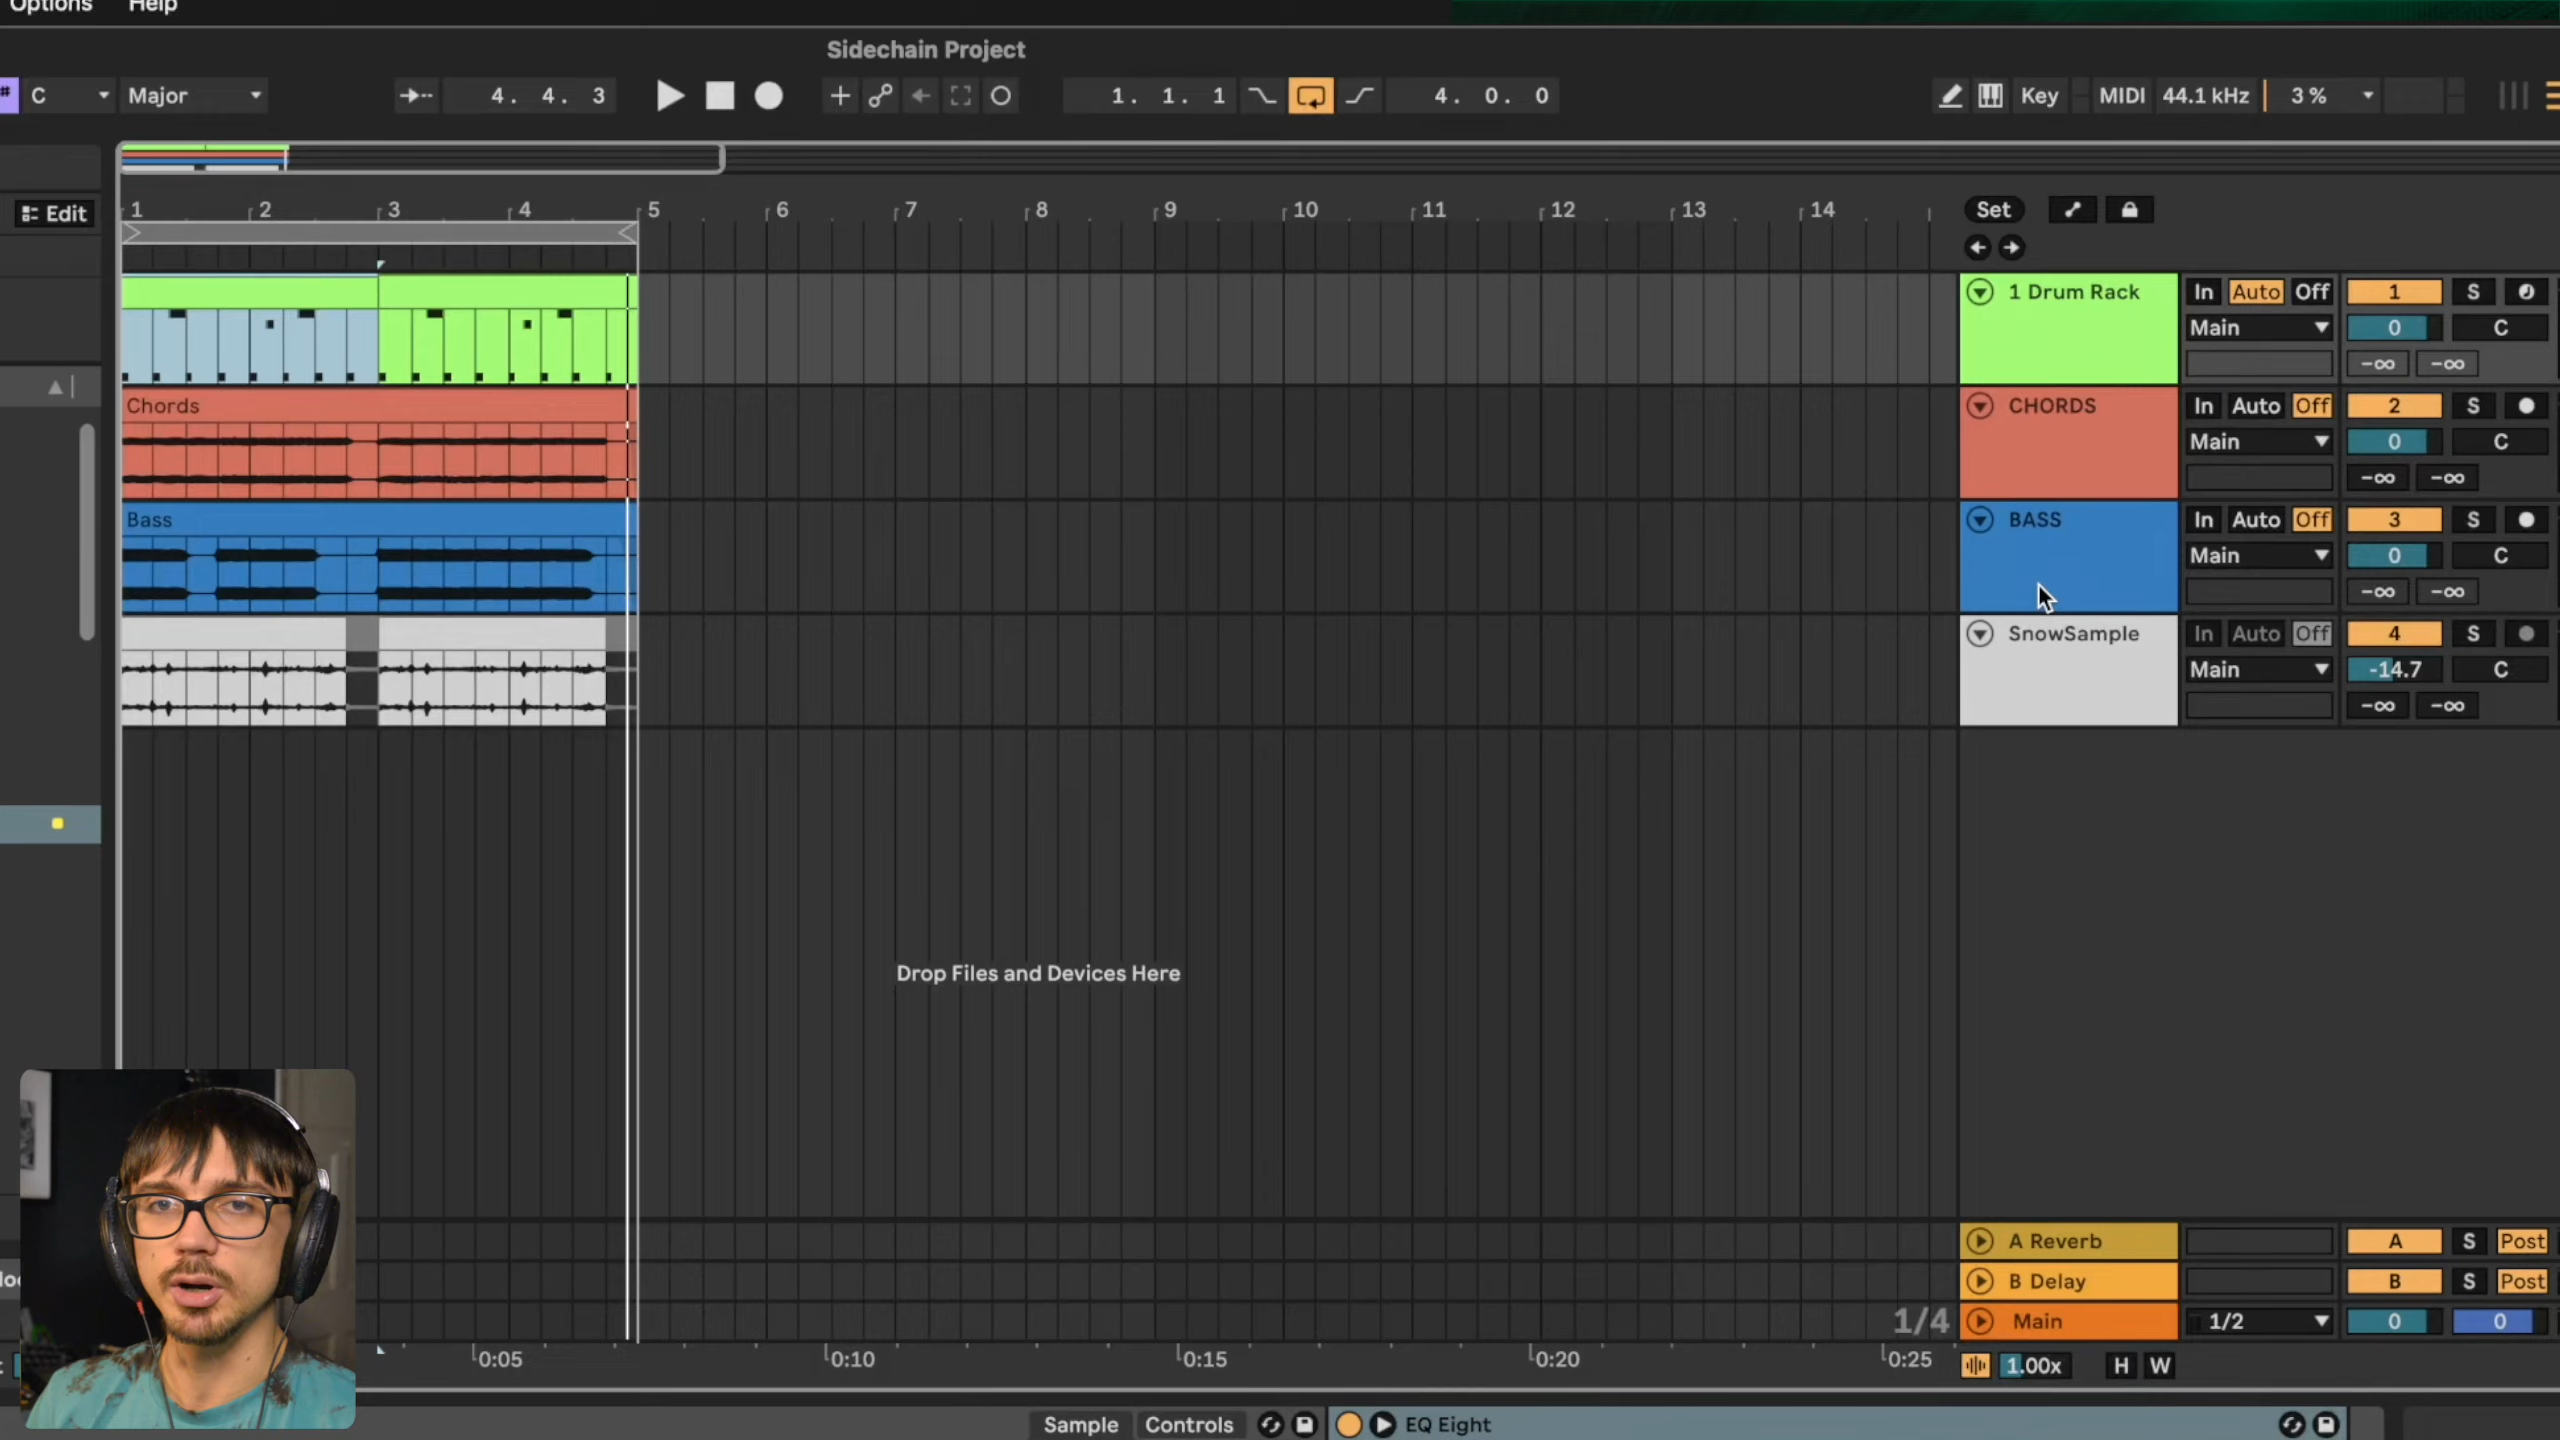 Options Help
Sidechain Project
# C Major 4. 4. 3 1. 1. 1 4. 0. 0 Key MIDI 44.1 kHz 3 %
Edit 1 2 3 4 5 6 7 8 9 10 11 12 13 14 Set
1 Drum Rack In Auto Off 1 S
Main 0 C
-∞ -∞
Chords CHORDS In Auto Off 2 S
Main 0 C
-∞ -∞
Bass BASS In Auto Off 3 S
Main 0 C
-∞ -∞
SnowSample In Auto Off 4 S
Main -14.7 C
-∞ -∞
Drop Files and Devices Here
A Reverb A S Post
B Delay B S Post
1/4 Main 1/2 0 0
0:05 0:10 0:15 0:20 0:25 1.00x H W
Sample Controls EQ Eight